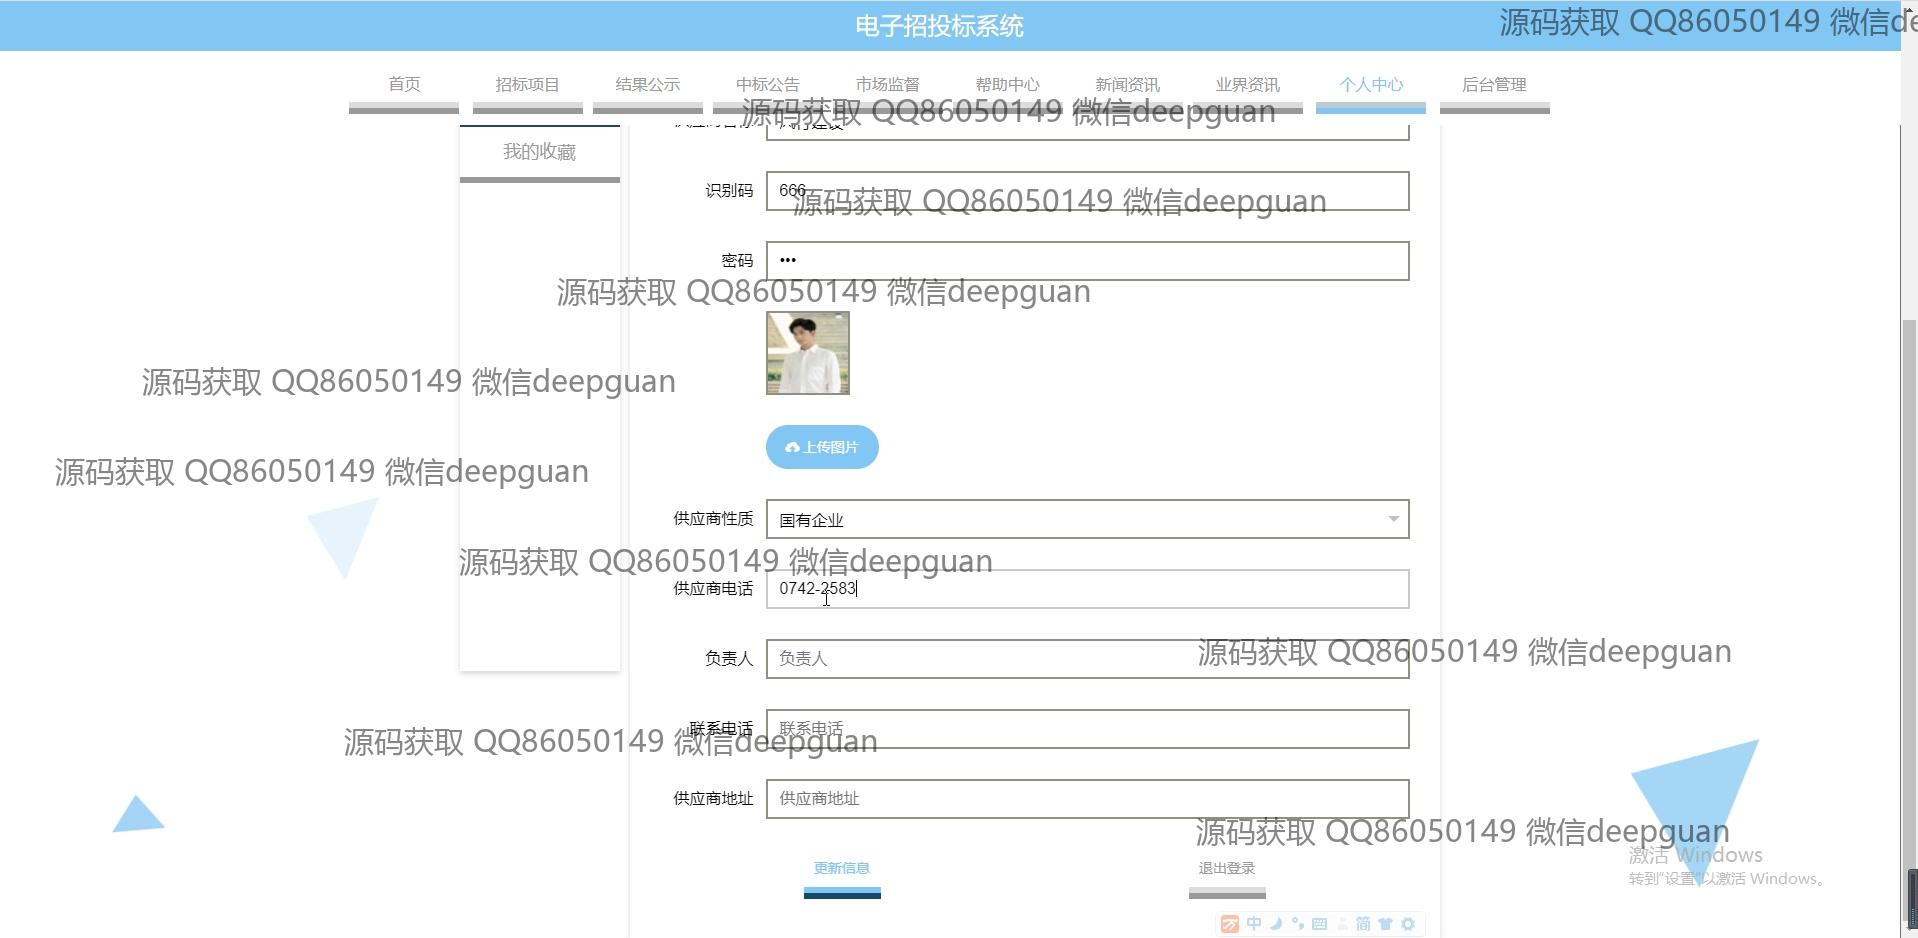 电子招投标系统
源码获取 QQ86050149 微信de
首页
招标项目
结果公示
中标公告
市场监督
帮助中心
新闻资讯
业界资讯
个人中心
后台管理
源码获取 QQ86050149 微信deepguan
我的收藏
识别码
666
源码获取 QQ86050149 微信deepguan
密码
•••
源码获取 QQ86050149 微信deepguan
源码获取 QQ86050149 微信deepguan
上传图片
源码获取 QQ86050149 微信deepguan
供应商性质
国有企业
源码获取 QQ86050149 微信deepguan
供应商电话
0742-2583
负责人
负责人
源码获取 QQ86050149 微信deepguan
联系电话
联系电话
源码获取 QQ86050149 微信deepguan
供应商地址
供应商地址
源码获取 QQ86050149 微信deepguan
激活 Windows
转到"设置"以激活 Windows。
更新信息
退出登录
中
简